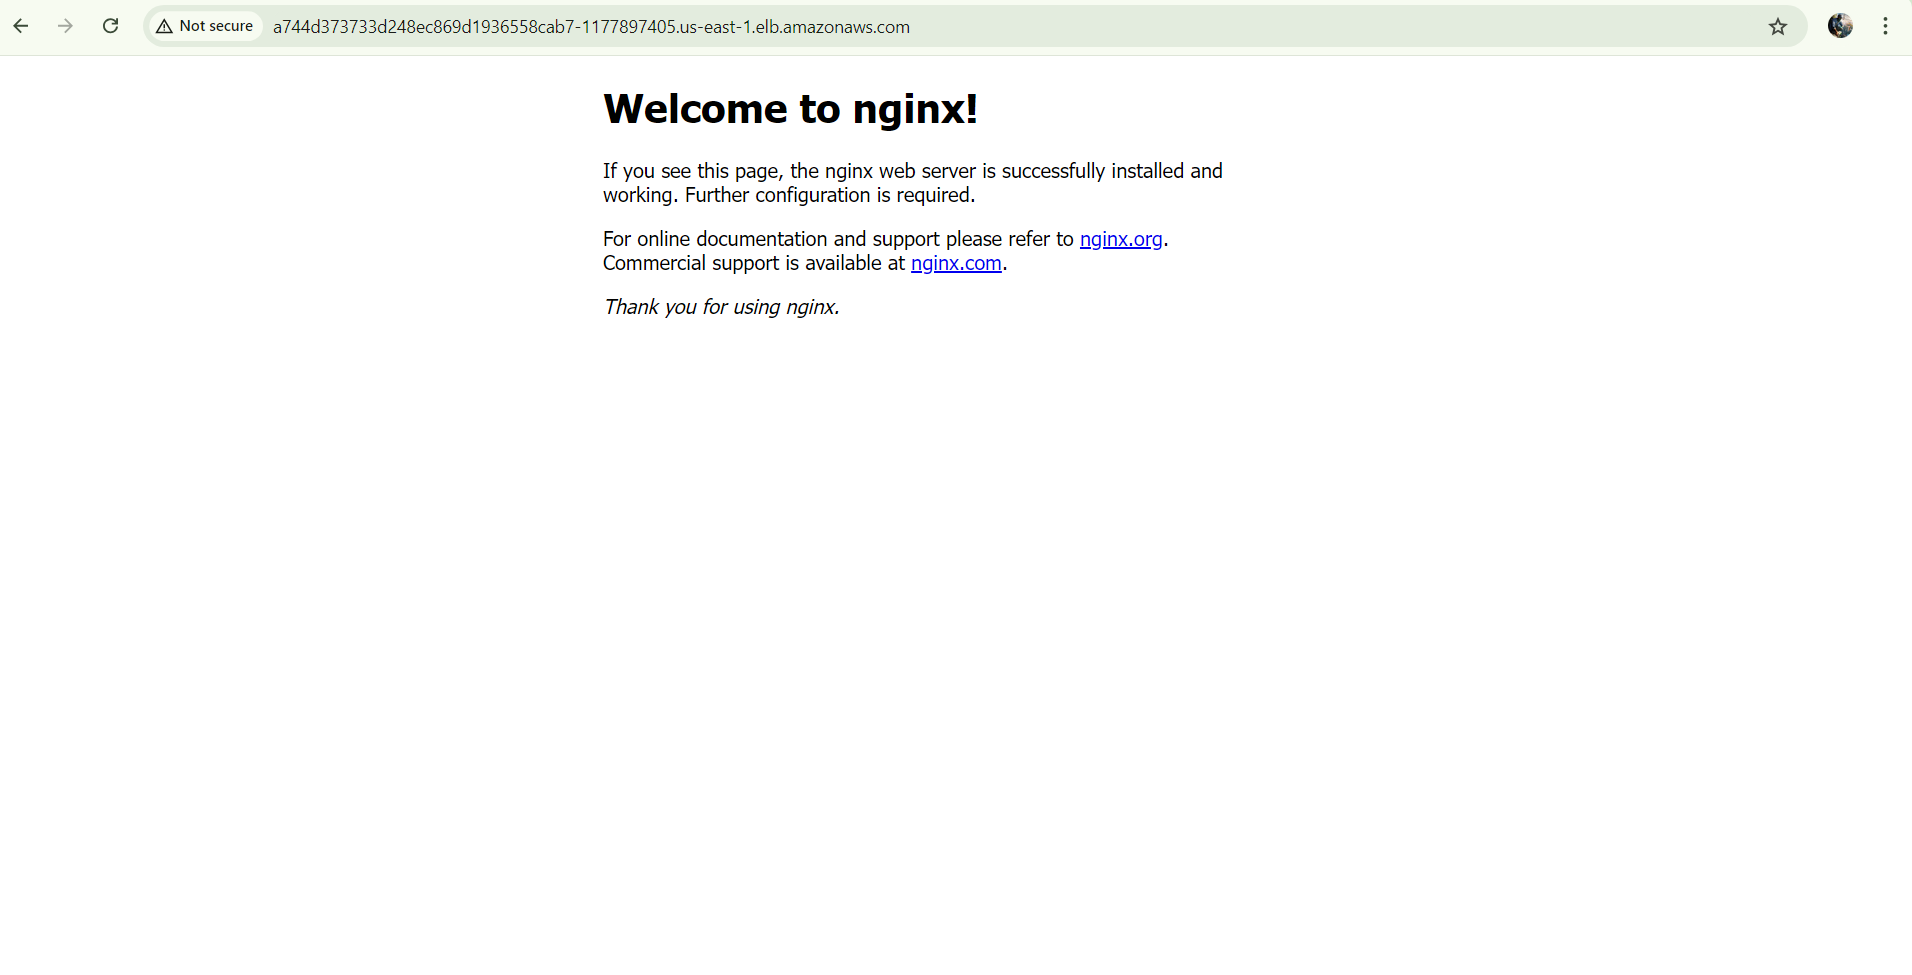 Not secure a744d373733d248ec869d1936558cab7-1177897405.us-east-1.elb.amazonaws.com
Welcome to nginx!
If you see this page, the nginx web server is successfully installed and
working. Further configuration is required.
For online documentation and support please refer to nginx.org.
Commercial support is available at nginx.com.
Thank you for using nginx.